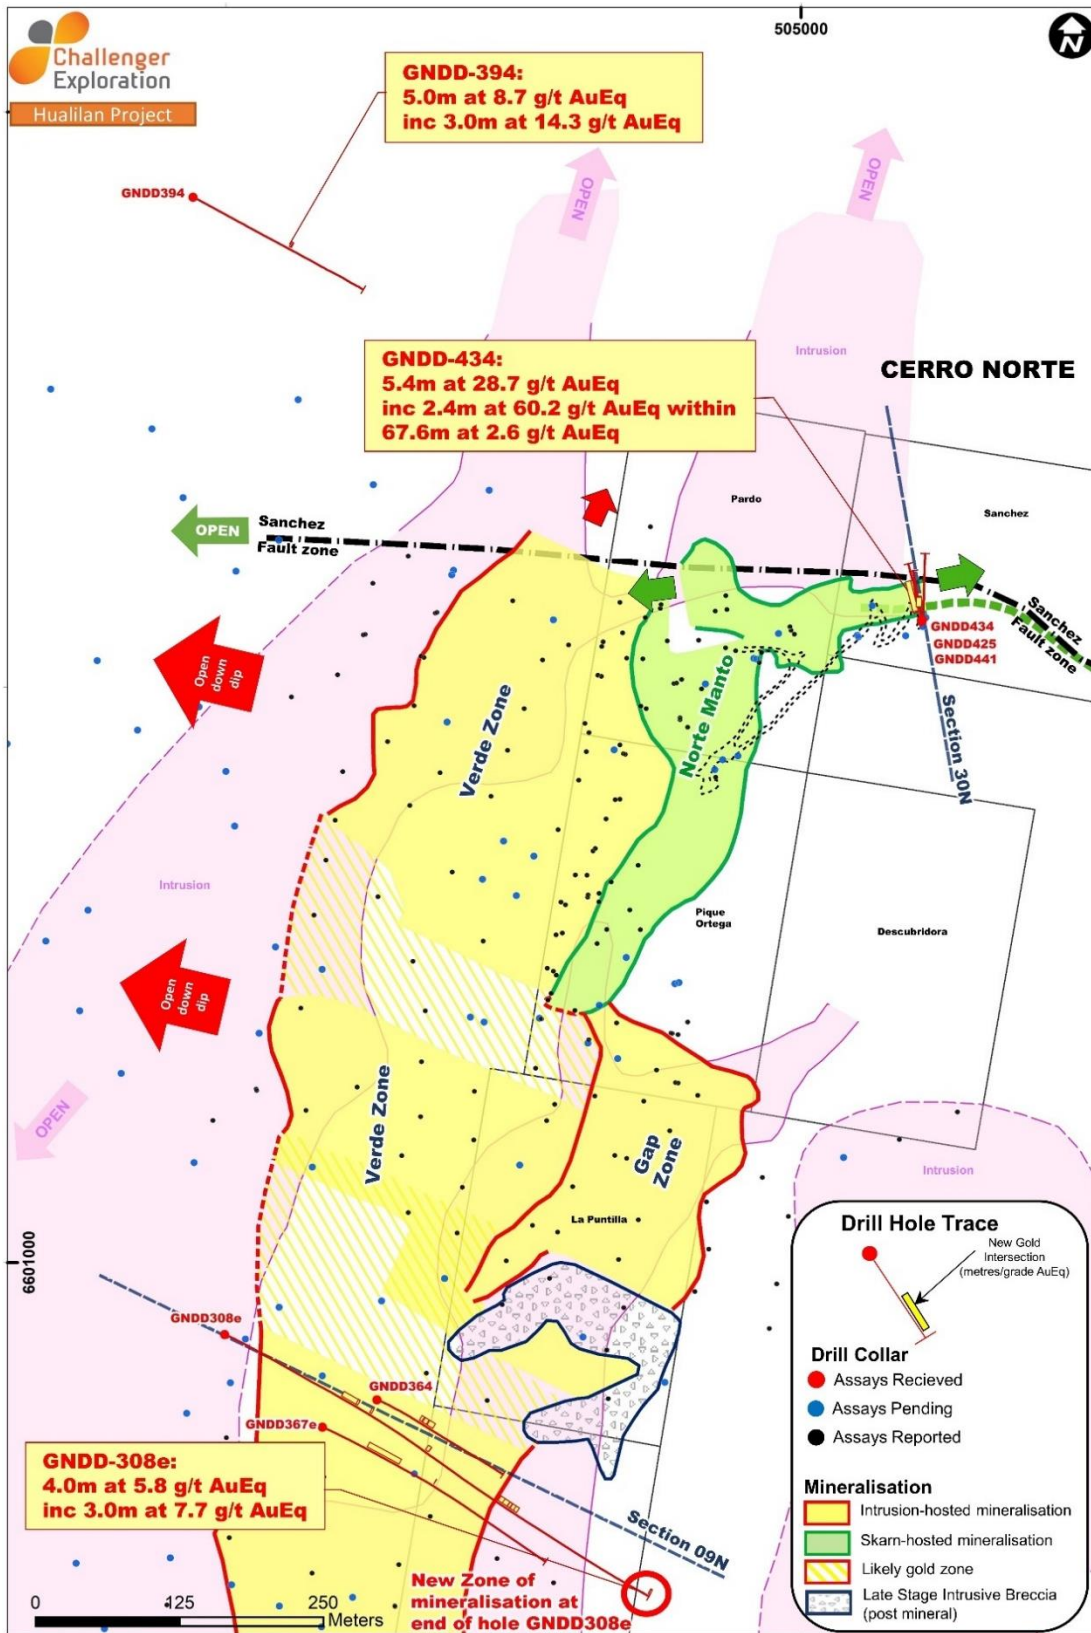 505000
N
Challenger
Exploration
Hualilan Project
GNDD-394:
5.0m at 8.7 g/t AuEq
inc 3.0m at 14.3 g/t AuEq
GNDD394
OPEN
OPEN
Intrusion
CERRO NORTE
GNDD-434:
5.4m at 28.7 g/t AuEq
inc 2.4m at 60.2 g/t AuEq within
67.6m at 2.6 g/t AuEq
Pardo
Sanchez
OPEN
Sanchez
Fault zone
Sanchez
Fault zone
GNDD434
GNDD425
GNDD441
Open
down
dip
Verde Zone
Norte Manto
Section 30N
Intrusion
Pique
Ortega
Descubridora
Open
down
dip
OPEN
Verde Zone
Gap
Zone
La Puntilla
Intrusion
6601000
GNDD308e
GNDD364
GNDD367e
GNDD-308e:
4.0m at 5.8 g/t AuEq
inc 3.0m at 7.7 g/t AuEq
Section 09N
New Zone of
mineralisation at
end of hole GNDD308e
0 125 250
Meters
Drill Hole Trace
New Gold
Intersection
(metres/grade AuEq)
Drill Collar
Assays Recieved
Assays Pending
Assays Reported
Mineralisation
Intrusion-hosted mineralisation
Skarn-hosted mineralisation
Likely gold zone
Late Stage Intrusive Breccia
(post mineral)